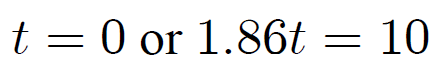 t = 0 or 1.86t = 10